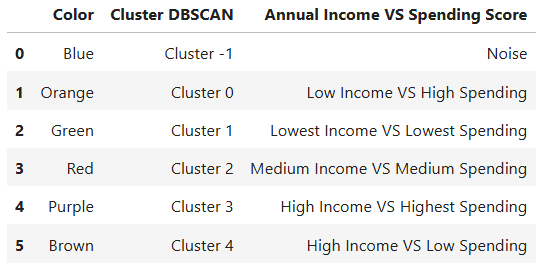 Color Cluster DBSCAN Annual Income VS Spending Score
0 Blue Cluster -1 Noise
1 Orange Cluster 0 Low Income VS High Spending
2 Green Cluster 1 Lowest Income VS Lowest Spending
3 Red Cluster 2 Medium Income VS Medium Spending
4 Purple Cluster 3 High Income VS Highest Spending
5 Brown Cluster 4 High Income VS Low Spending